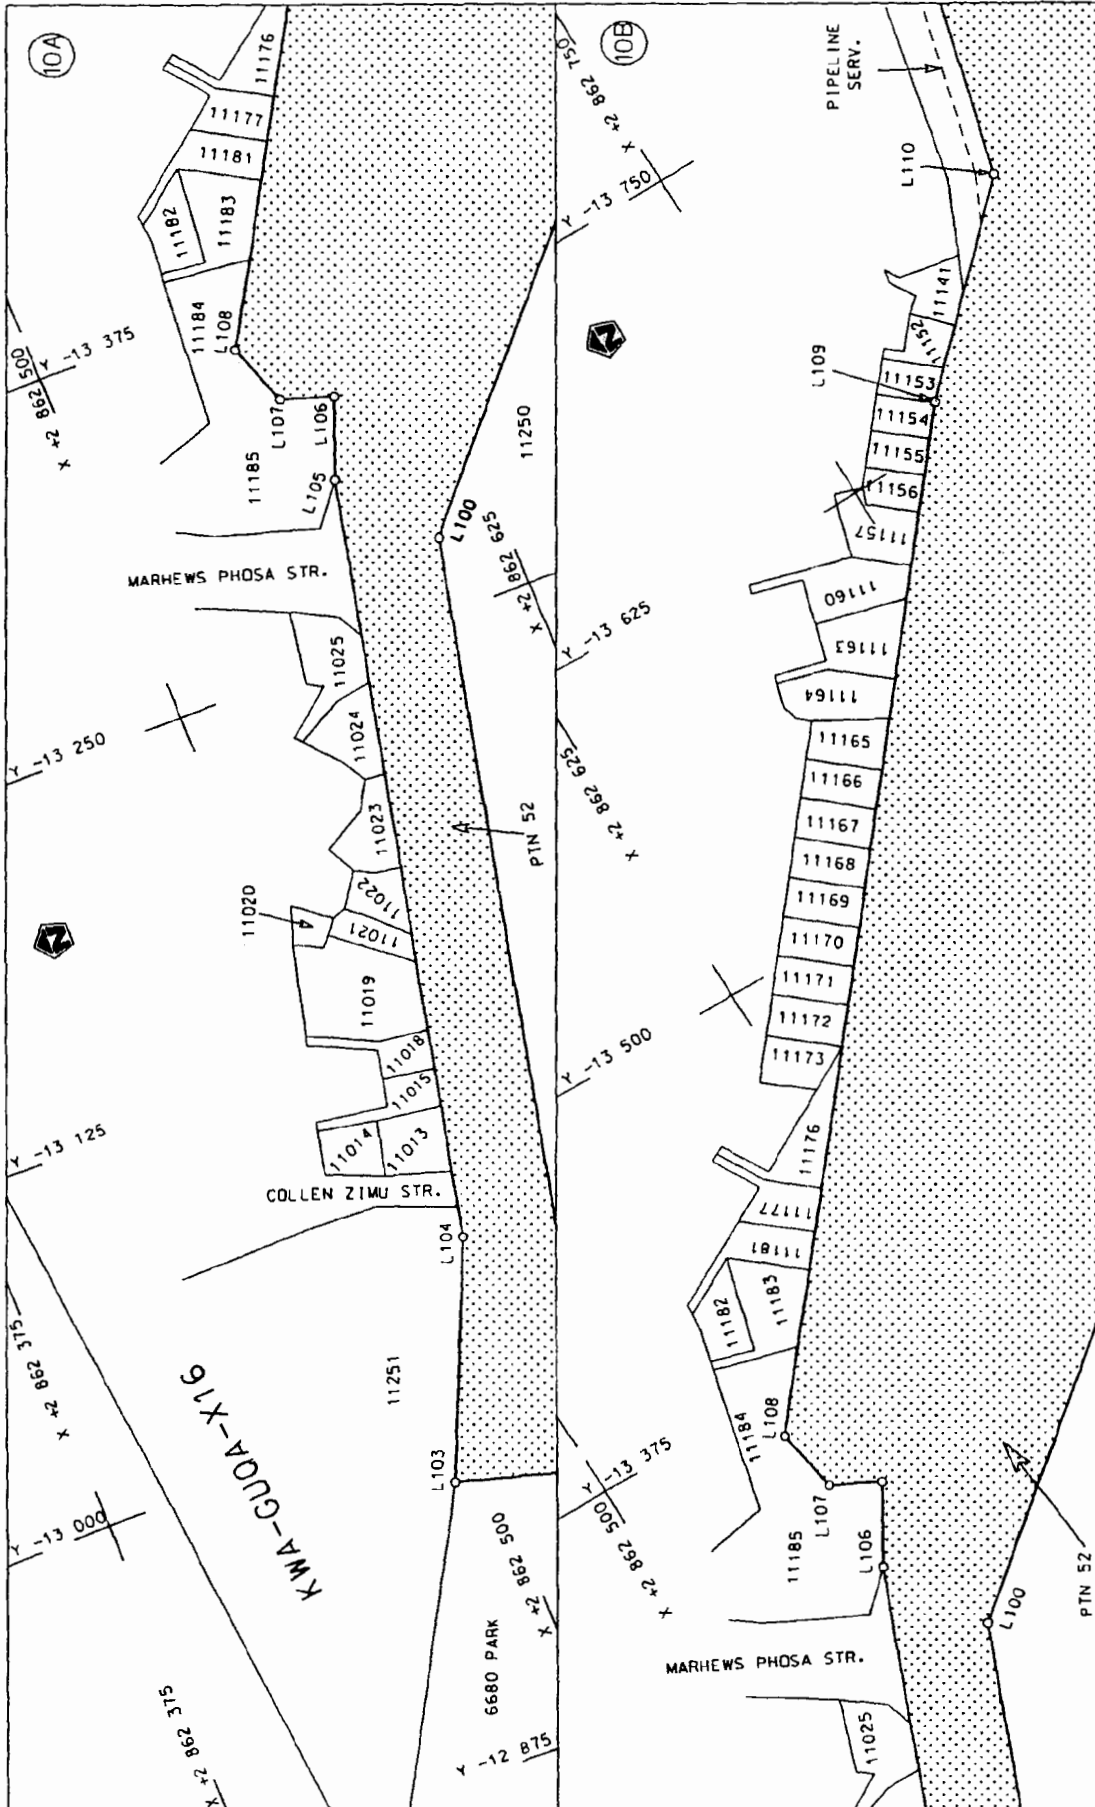 10A
11176
11177
11181
11182
11183
11184
L108
X +2 862 500
Y -13 375
L107
L106
11185
L105
MARHEWS PHOSA STR.
L100
11250
X +2 862 625
11025
11024
Y -13 250
11023
PTN 52
11022
11020
11021
11019
11018
11015
11014
11013
Y -13 125
COLLEN ZIMU STR.
L104
11251
X +2 862 375
KWA-GUQA-X16
L103
Y -13 000
X +2 862 500
6680 PARK
X +2 862 375
Y -12 875
10B
X +2 862 750
PIPELINE
SERV.
L110
Y -13 750
11141
11152
L109
11153
11154
11155
11156
11157
11160
Y -13 625
11163
11164
11165
X +2 862 625
11166
11167
11168
11169
11170
11171
11172
Y -13 500
11173
11176
11177
11181
11182
11183
11184
L108
Y -13 375
X +2 862 500
L107
11185
L106
L100
PTN 52
MARHEWS PHOSA STR.
11025